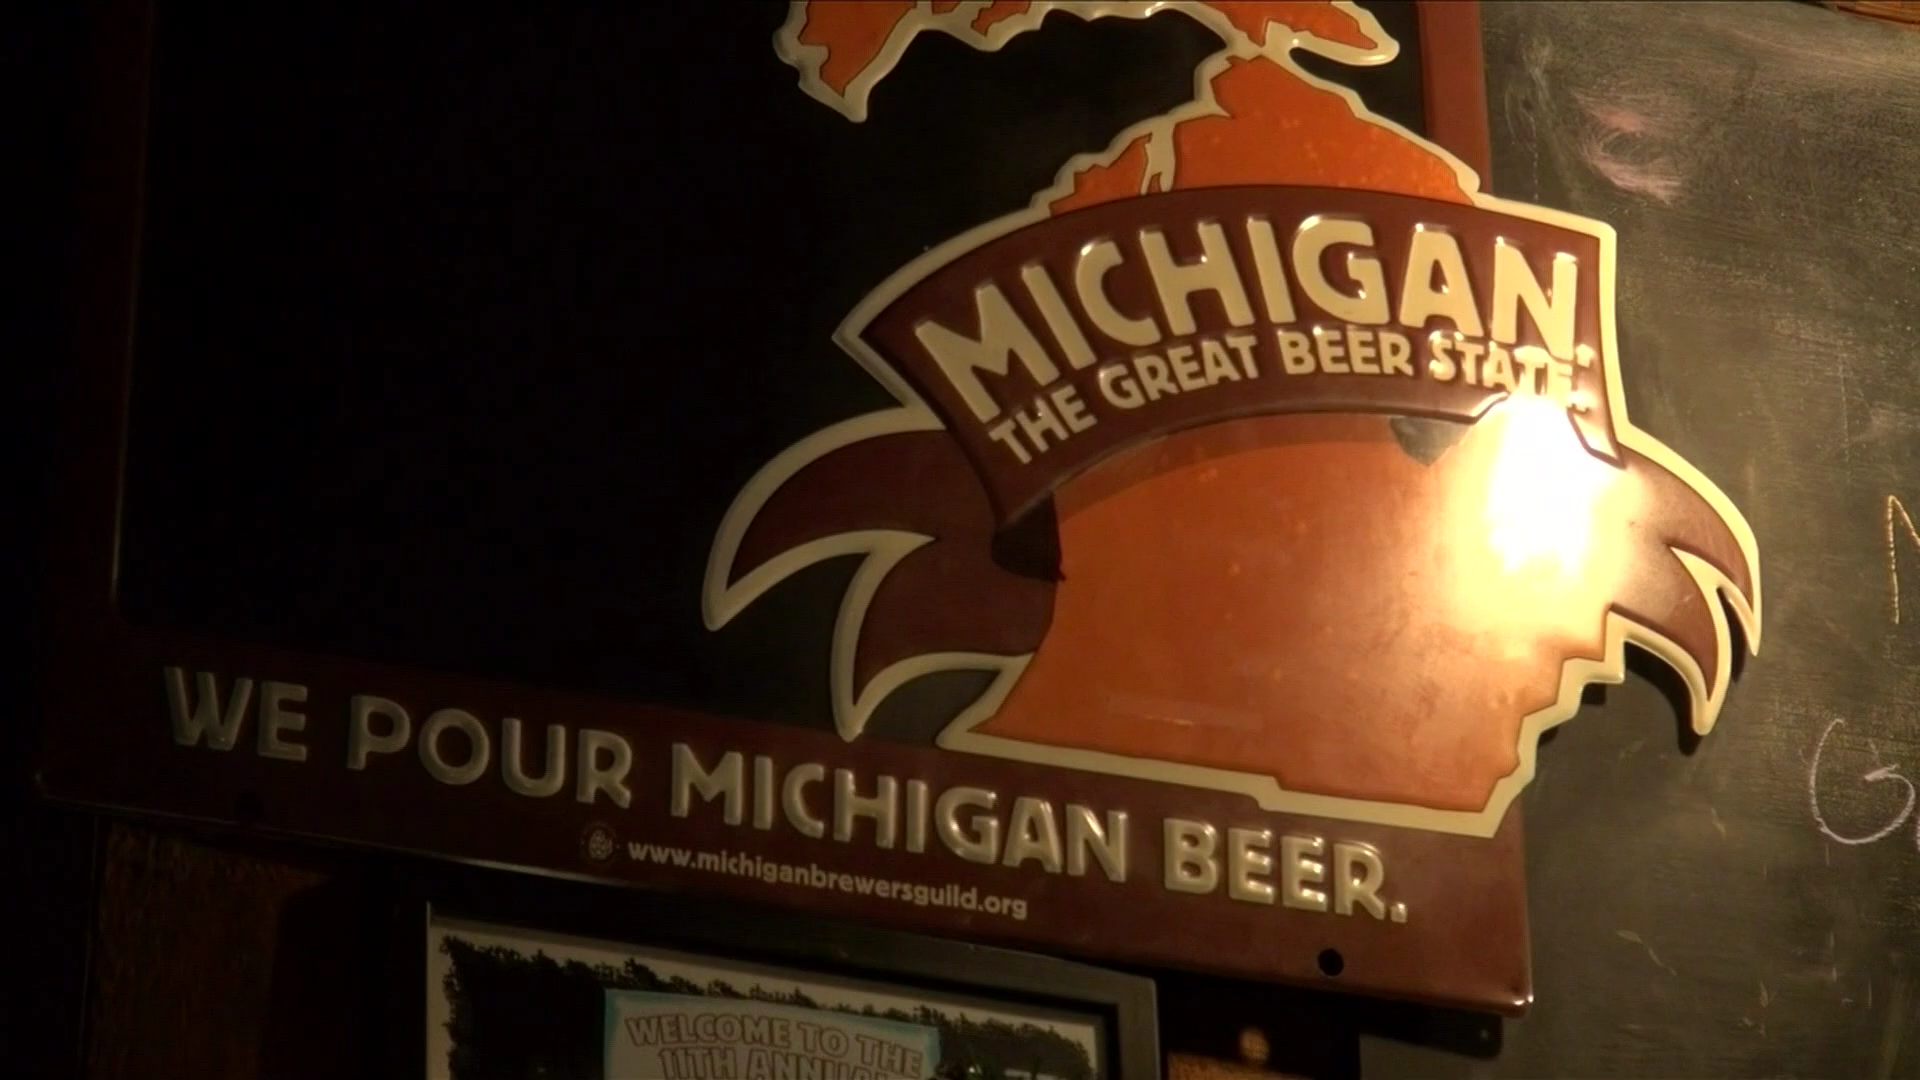 MICHIGAN.
THE GREAT BEER STATE.
WE POUR MICHIGAN BEER.
www.michiganbrewersguild.org
WELCOME TO THE
11TH ANNUAL